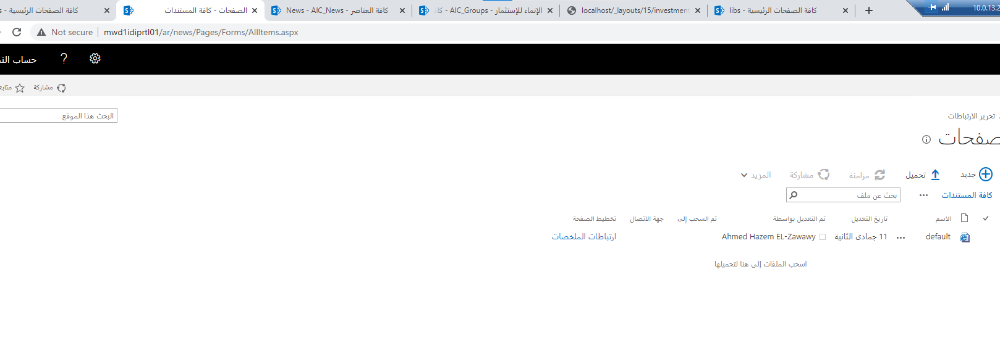 كافة الصفحات الرئيسية - s
الصفحات - كافة المستندات
News - AIC_News - كافة العناصر
الإنماء للإستثمار - AIC_Groups - كاف
localhost/_layouts/15/investment
libs - كافة الصفحات الرئيسية
10.0.13.2
Not secure mwd1idiprtl01/ar/news/Pages/Forms/AllItems.aspx
حساب النـ ?
مشاركة متابعـ
البحث هذا الموقع
تحرير الارتباطات
صفحات
جديد تحميل مزامنة مشاركة المزيد
كافة المستندات ... بحث عن ملف
الاسم تاريخ التعديل تم التعديل بواسطة تم السحب إلى جهة الاتصال تخطيط الصفحة
default ... 11 جمادى الثانية Ahmed Hazem EL-Zawawy ارتباطات الملخصات
اسحب الملفات إلى هنا لتحميلها